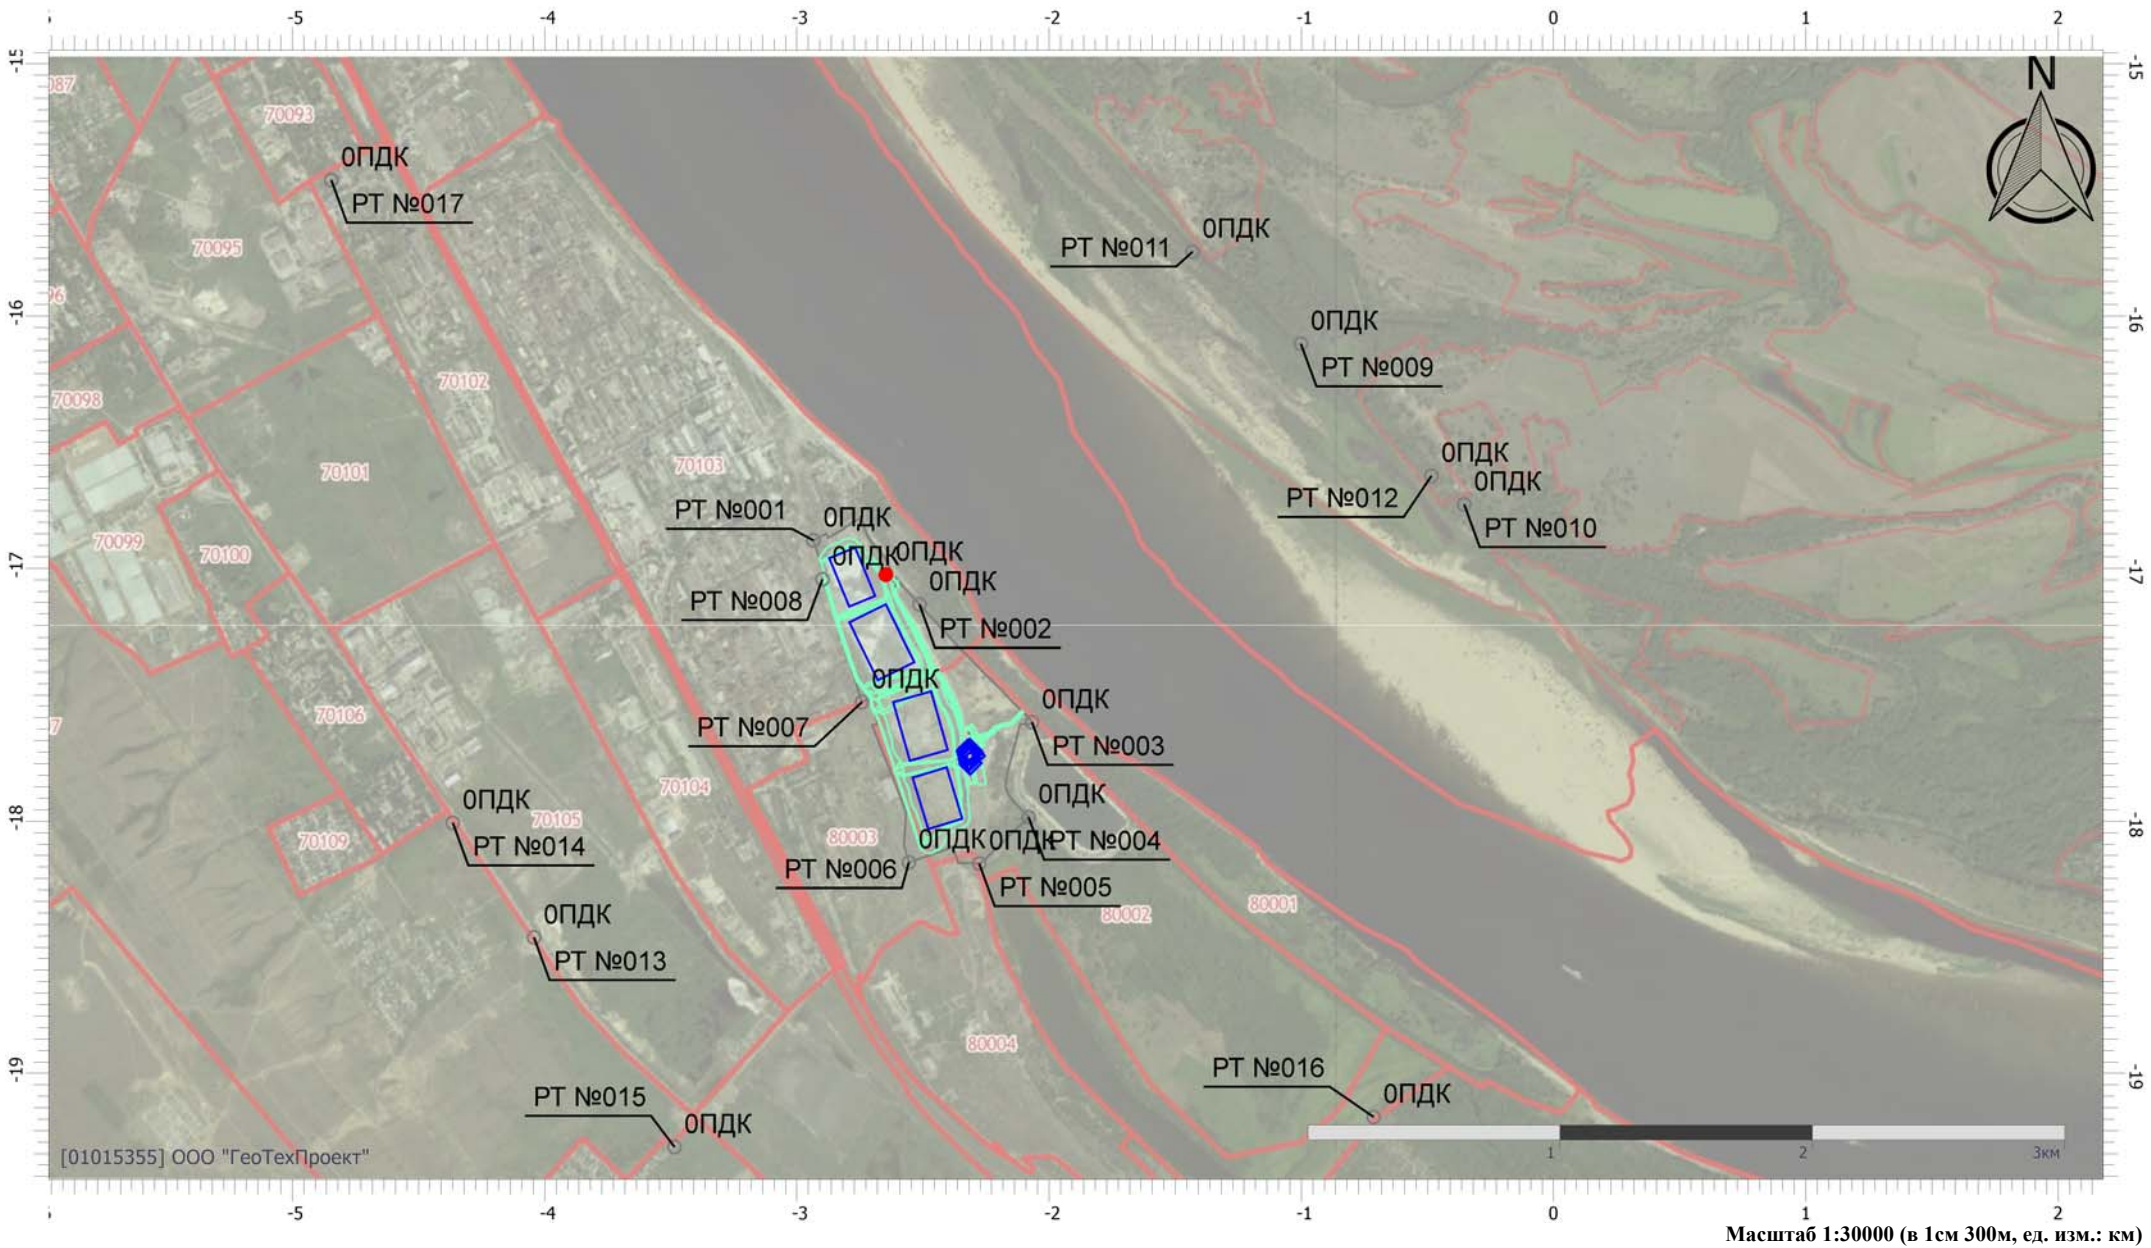 -5 -4 -3 -2 -1 0 1 2
-15 -15
N
70093
0ПДК
РТ №017
70095
0ПДК
РТ №011
-16 -16
0ПДК
РТ №009
70102
70098
0ПДК
70103
70101
0ПДК
РТ №012
РТ №001
0ПДК
РТ №010
70099
70100
0ПДК 0ПДК
-17 -17
0ПДК
РТ №008
РТ №002
0ПДК
0ПДК
70106
РТ №007
РТ №003
70104
0ПДК
0ПДК
70105
-18 -18
80003
70109
РТ №014
0ПДК 0ПДК РТ №004
РТ №006
РТ №005
80001
0ПДК
80002
РТ №013
80004
-19 -19
РТ №016
0ПДК
РТ №015
0ПДК
[01015355] ООО "ГеоТехПроект"
1 2 3км
-5 -4 -3 -2 -1 0 1 2
Масштаб 1:30000 (в 1см 300м, ед. изм.: км)